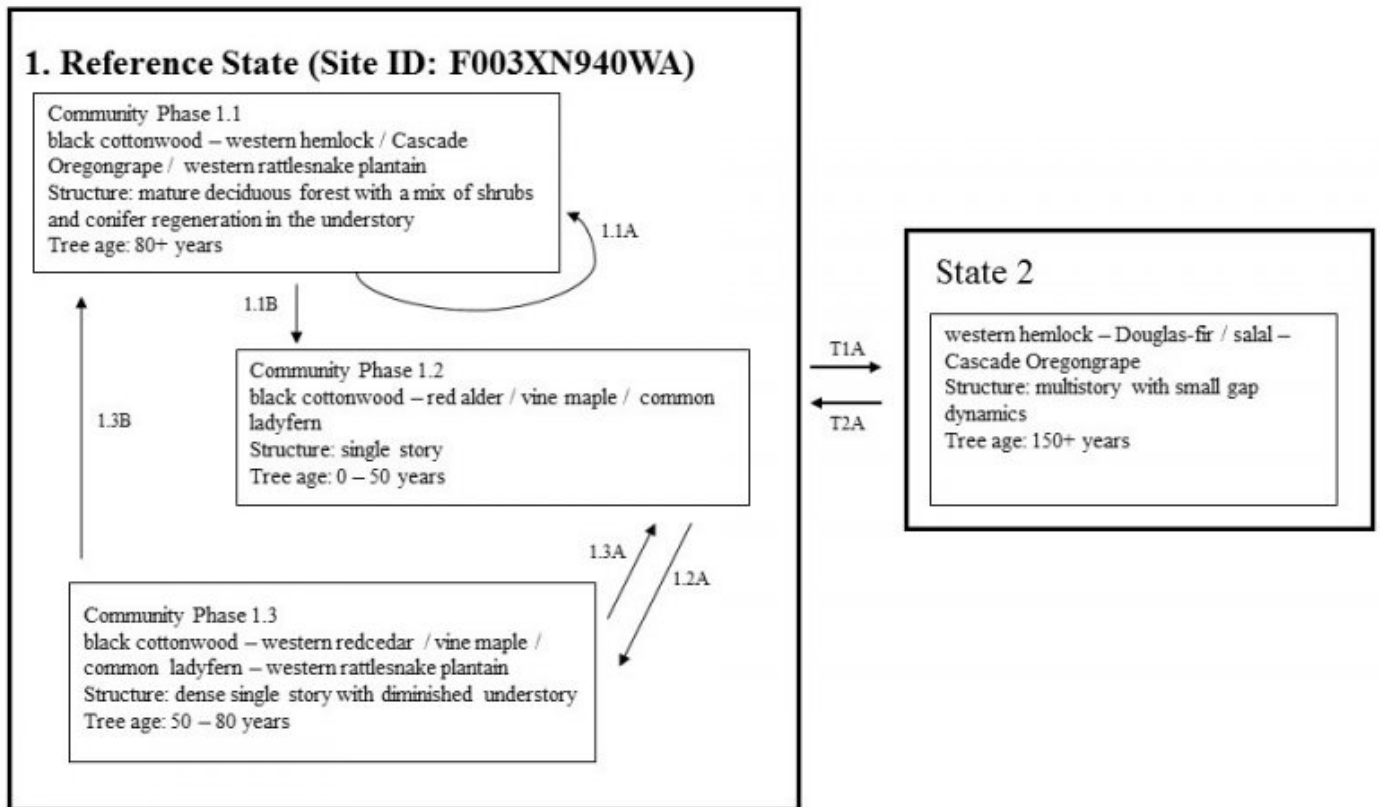 1. Reference State (Site ID: F003XN940WA)
Community Phase 1.1
black cottonwood – western hemlock / Cascade
Oregongrape / western rattlesnake plantain
Structure: mature deciduous forest with a mix of shrubs
and conifer regeneration in the understory
Tree age: 80+ years
1.1A
1.1B
Community Phase 1.2
black cottonwood – red alder / vine maple / common
ladyfern
Structure: single story
Tree age: 0 – 50 years
1.3B
1.3A
1.2A
Community Phase 1.3
black cottonwood – western redcedar / vine maple /
common ladyfern – western rattlesnake plantain
Structure: dense single story with diminished understory
Tree age: 50 – 80 years
T1A
T2A
State 2
western hemlock – Douglas-fir / salal –
Cascade Oregongrape
Structure: multistory with small gap
dynamics
Tree age: 150+ years